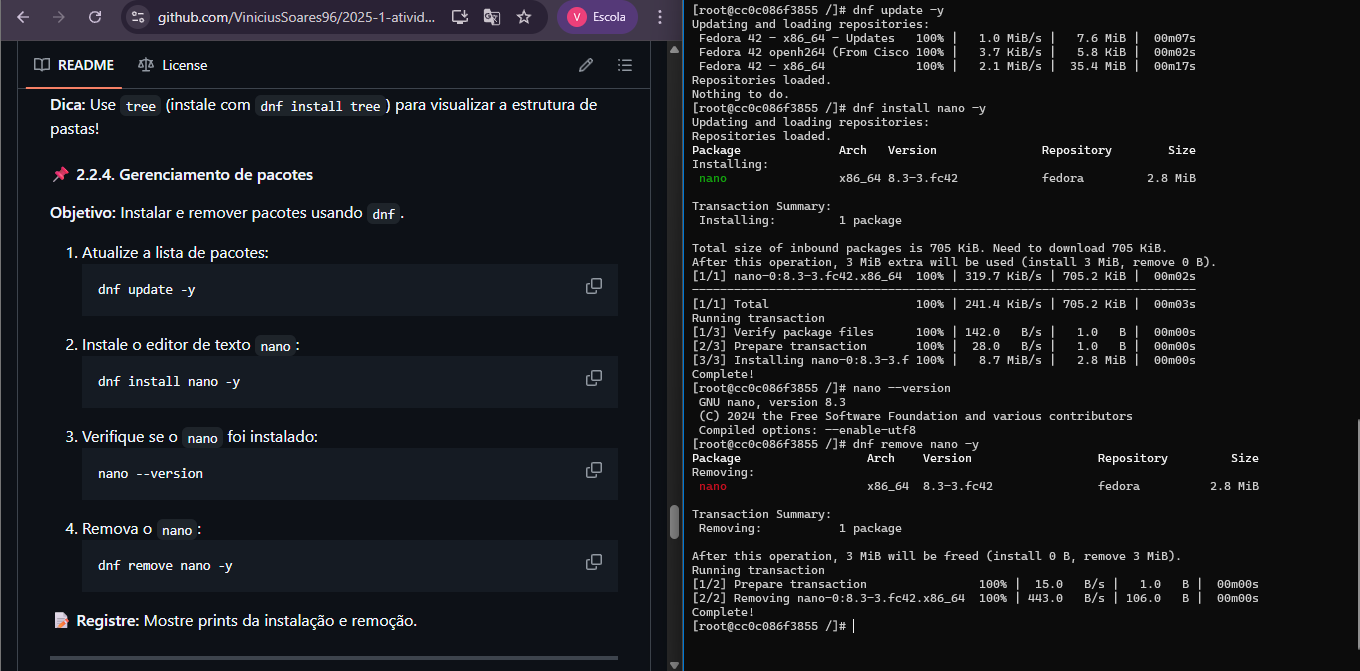 github.com/ViniciusSoares96/2025-1-ativid...
V Escola
README
License
Dica: Use tree (instale com dnf install tree) para visualizar a estrutura de
pastas!
📌 2.2.4. Gerenciamento de pacotes
Objetivo: Instalar e remover pacotes usando dnf.
1. Atualize a lista de pacotes:
dnf update -y
2. Instale o editor de texto nano:
dnf install nano -y
3. Verifique se o nano foi instalado:
nano --version
4. Remova o nano:
dnf remove nano -y
📝 Registre: Mostre prints da instalação e remoção.
[root@cc0c086f3855 /]# dnf update -y
Updating and loading repositories:
 Fedora 42 - x86_64 - Updates   100% |   1.0 MiB/s |   7.6 MiB |  00m07s
 Fedora 42 openh264 (From Cisco 100% |   3.7 KiB/s |   5.8 KiB |  00m02s
 Fedora 42 - x86_64             100% |   2.1 MiB/s |  35.4 MiB |  00m17s
Repositories loaded.
Nothing to do.
[root@cc0c086f3855 /]# dnf install nano -y
Updating and loading repositories:
Repositories loaded.
Package              Arch   Version               Repository        Size
Installing:
 nano                x86_64 8.3-3.fc42            fedora         2.8 MiB
Transaction Summary:
 Installing:         1 package
Total size of inbound packages is 705 KiB. Need to download 705 KiB.
After this operation, 3 MiB extra will be used (install 3 MiB, remove 0 B).
[1/1] nano-0:8.3-3.fc42.x86_64  100% | 319.7 KiB/s | 705.2 KiB |  00m02s
------------------------------------------------------------------------
[1/1] Total                     100% | 241.4 KiB/s | 705.2 KiB |  00m03s
Running transaction
[1/3] Verify package files      100% | 142.0   B/s |   1.0   B |  00m00s
[2/3] Prepare transaction       100% |  28.0   B/s |   1.0   B |  00m00s
[3/3] Installing nano-0:8.3-3.f 100% |   8.7 MiB/s |   2.8 MiB |  00m00s
Complete!
[root@cc0c086f3855 /]# nano --version
 GNU nano, version 8.3
 (C) 2024 the Free Software Foundation and various contributors
 Compiled options: --enable-utf8
[root@cc0c086f3855 /]# dnf remove nano -y
Package                  Arch    Version                  Repository         Size
Removing:
 nano                    x86_64  8.3-3.fc42               fedora          2.8 MiB
Transaction Summary:
 Removing:           1 package
After this operation, 3 MiB will be freed (install 0 B, remove 3 MiB).
Running transaction
[1/2] Prepare transaction                100% |  15.0   B/s |   1.0   B |  00m00s
[2/2] Removing nano-0:8.3-3.fc42.x86_64  100% | 443.0   B/s | 106.0   B |  00m00s
Complete!
[root@cc0c086f3855 /]#